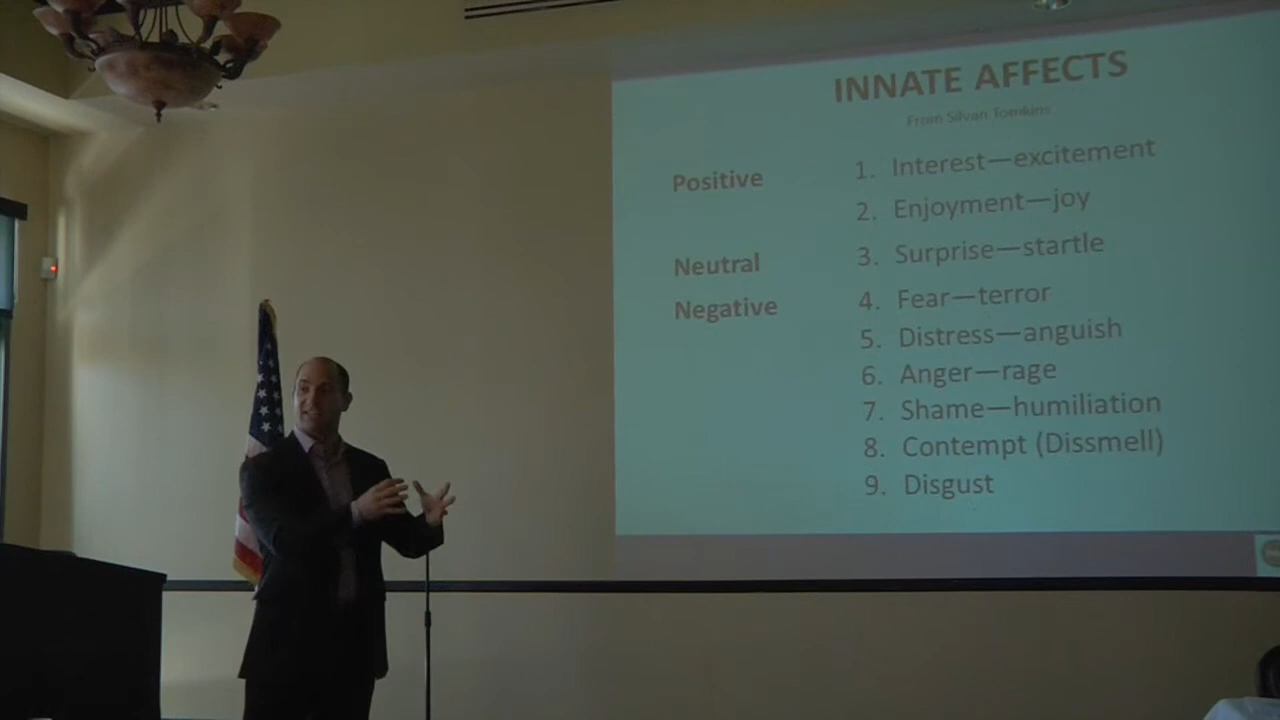 INNATE AFFECTS
From Silvan Tomkins
Positive
1. Interest—excitement
2. Enjoyment—joy
Neutral
3. Surprise—startle
Negative
4. Fear—terror
5. Distress—anguish
6. Anger—rage
7. Shame—humiliation
8. Contempt (Dissmell)
9. Disgust